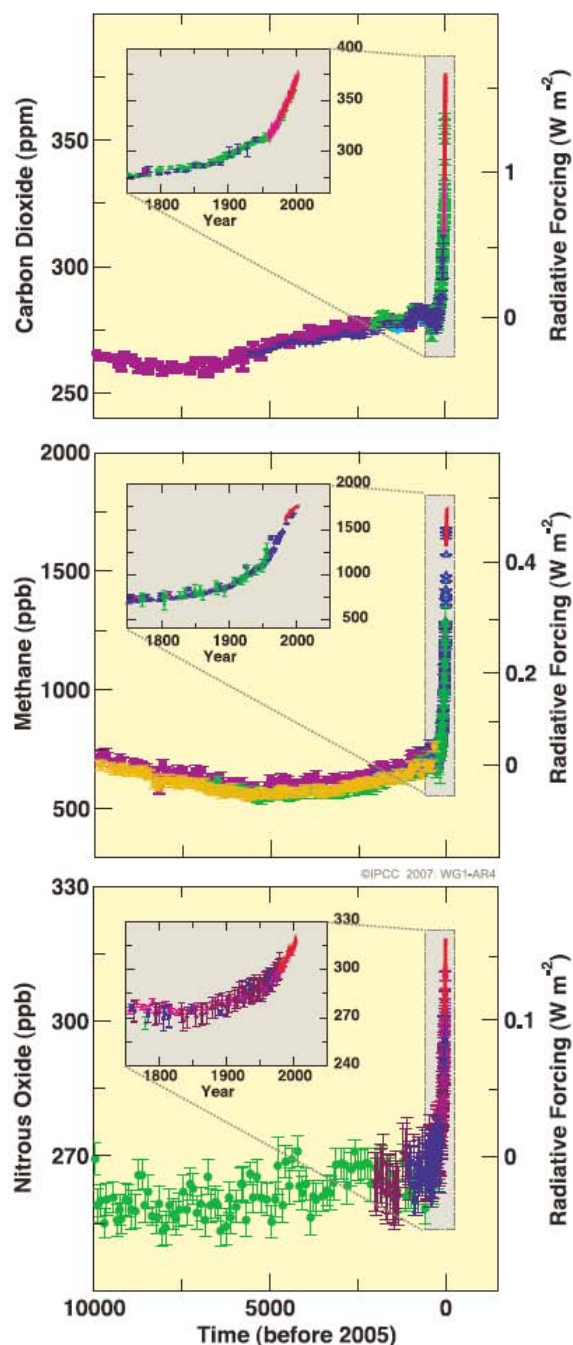 Carbon Dioxide (ppm)
350
300
250
400
350
300
1800 1900 2000
Year
1
0
Radiative Forcing (W m-2)
Methane (ppb)
2000
1500
1000
500
2000
1500
1000
500
1800 1900 2000
Year
0.4
0.2
0
Radiative Forcing (W m-2)
©IPCC 2007: WG1-AR4
Nitrous Oxide (ppb)
330
300
270
330
300
270
240
1800 1900 2000
Year
0.1
0
Radiative Forcing (W m-2)
10000 5000 0
Time (before 2005)